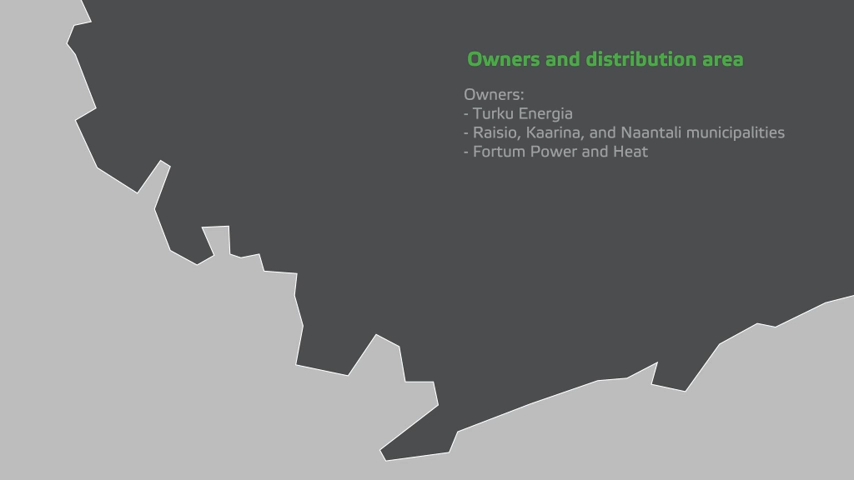 Owners and distribution area
Owners:
- Turku Energia
- Raisio, Kaarina, and Naantali municipalities
- Fortum Power and Heat